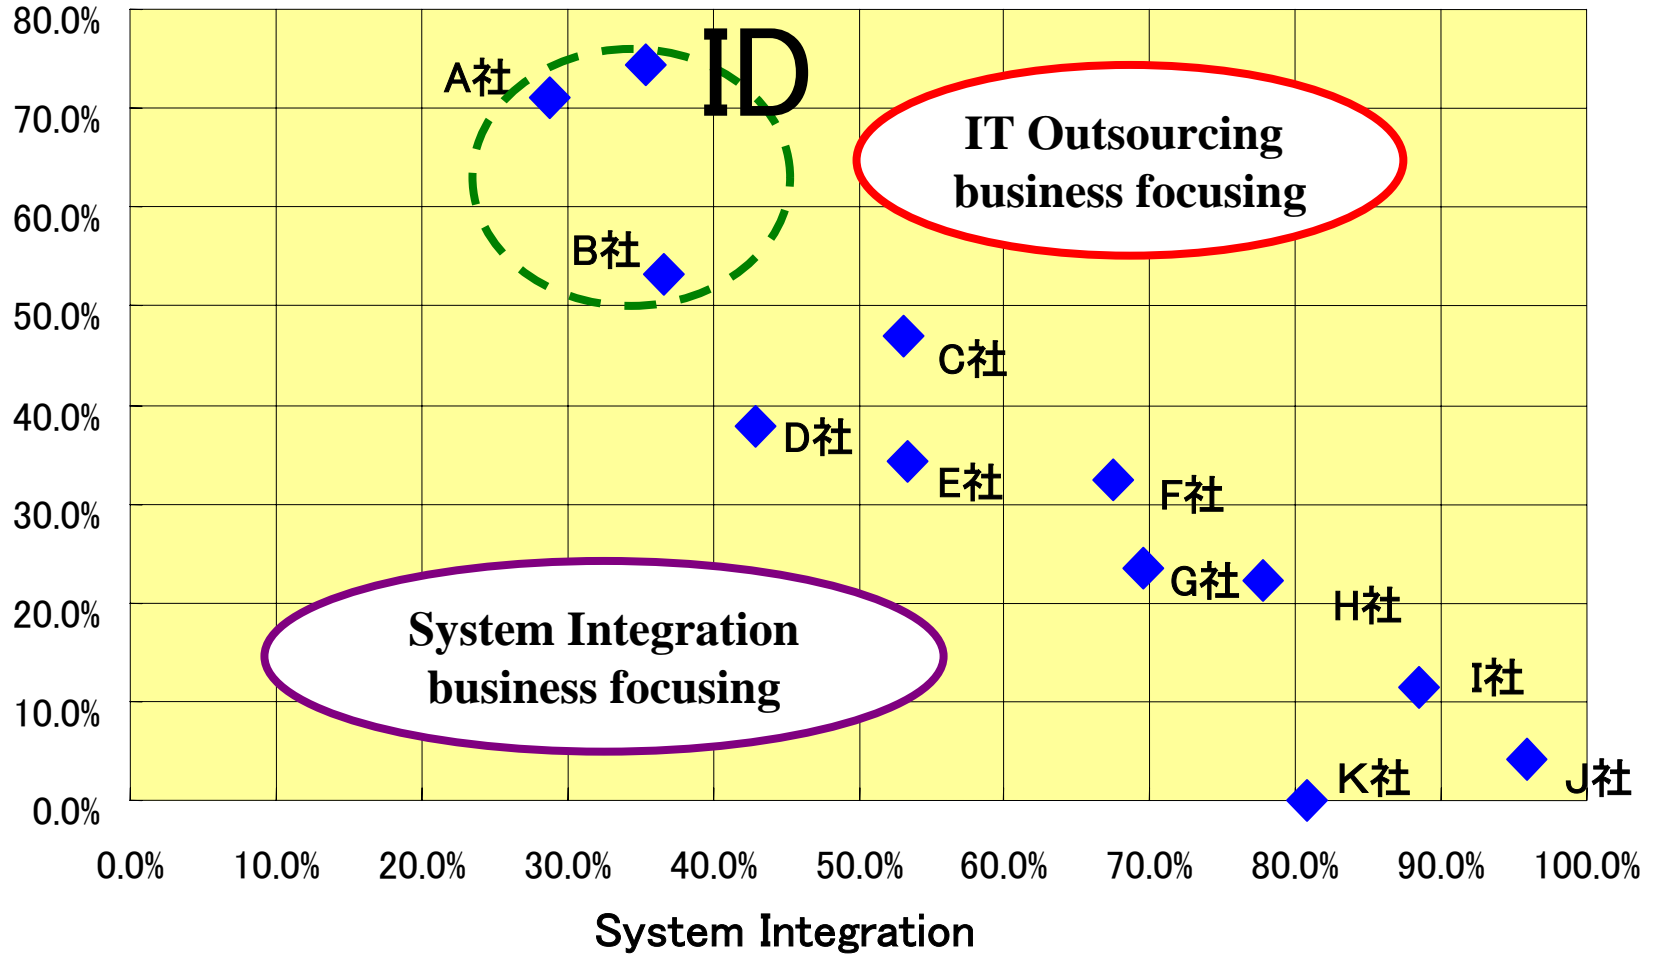 80.0%
70.0%
60.0%
50.0%
40.0%
30.0%
20.0%
10.0%
0.0%
A社
ID
IT Outsourcing
business focusing
B社
C社
D社
E社
F社
G社
H社
System Integration
business focusing
I社
K社
J社
0.0% 10.0% 20.0% 30.0% 40.0% 50.0% 60.0% 70.0% 80.0% 90.0% 100.0%
System Integration